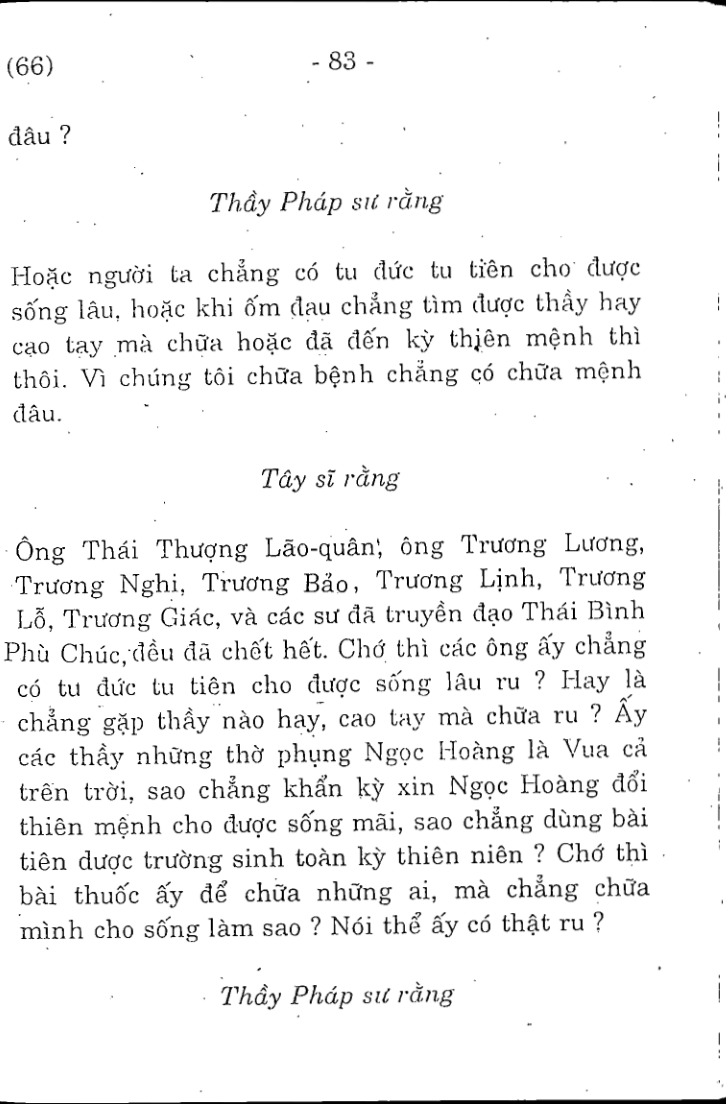 (66)
- 83 -
đâu ?
Thầy Pháp sư rằng
Hoặc người ta chẳng có tu đức tu tiên cho được
sống lâu, hoặc khi ốm đau chẳng tìm được thầy hay
cao tay mà chữa hoặc đã đến kỳ thiên mệnh thì
thôi. Vì chúng tôi chữa bệnh chẳng có chữa mệnh
đâu.
Tây sĩ rằng
Ông Thái Thượng Lão-quân, ông Trương Lương,
Trương Nghi, Trương Bảo, Trương Linh, Trương
Lỗ, Trương Giác, và các sư đã truyền đạo Thái Bình
Phù Chúc, đều đã chết hết. Chớ thì các ông ấy chẳng
có tu đức tu tiên cho được sống lâu ru ? Hay là
chẳng gặp thầy nào hay, cao tay mà chữa ru ? Ấy
các thầy những thờ phụng Ngọc Hoàng là Vua cả
trên trời, sao chẳng khẩn kỳ xin Ngọc Hoàng đổi
thiên mệnh cho được sống mãi, sao chẳng dùng bài
tiên dược trường sinh toàn kỳ thiên niên ? Chớ thì
bài thuốc ấy để chữa những ai, mà chẳng chữa
mình cho sống làm sao ? Nói thể ấy có thật ru ?
Thầy Pháp sư rằng